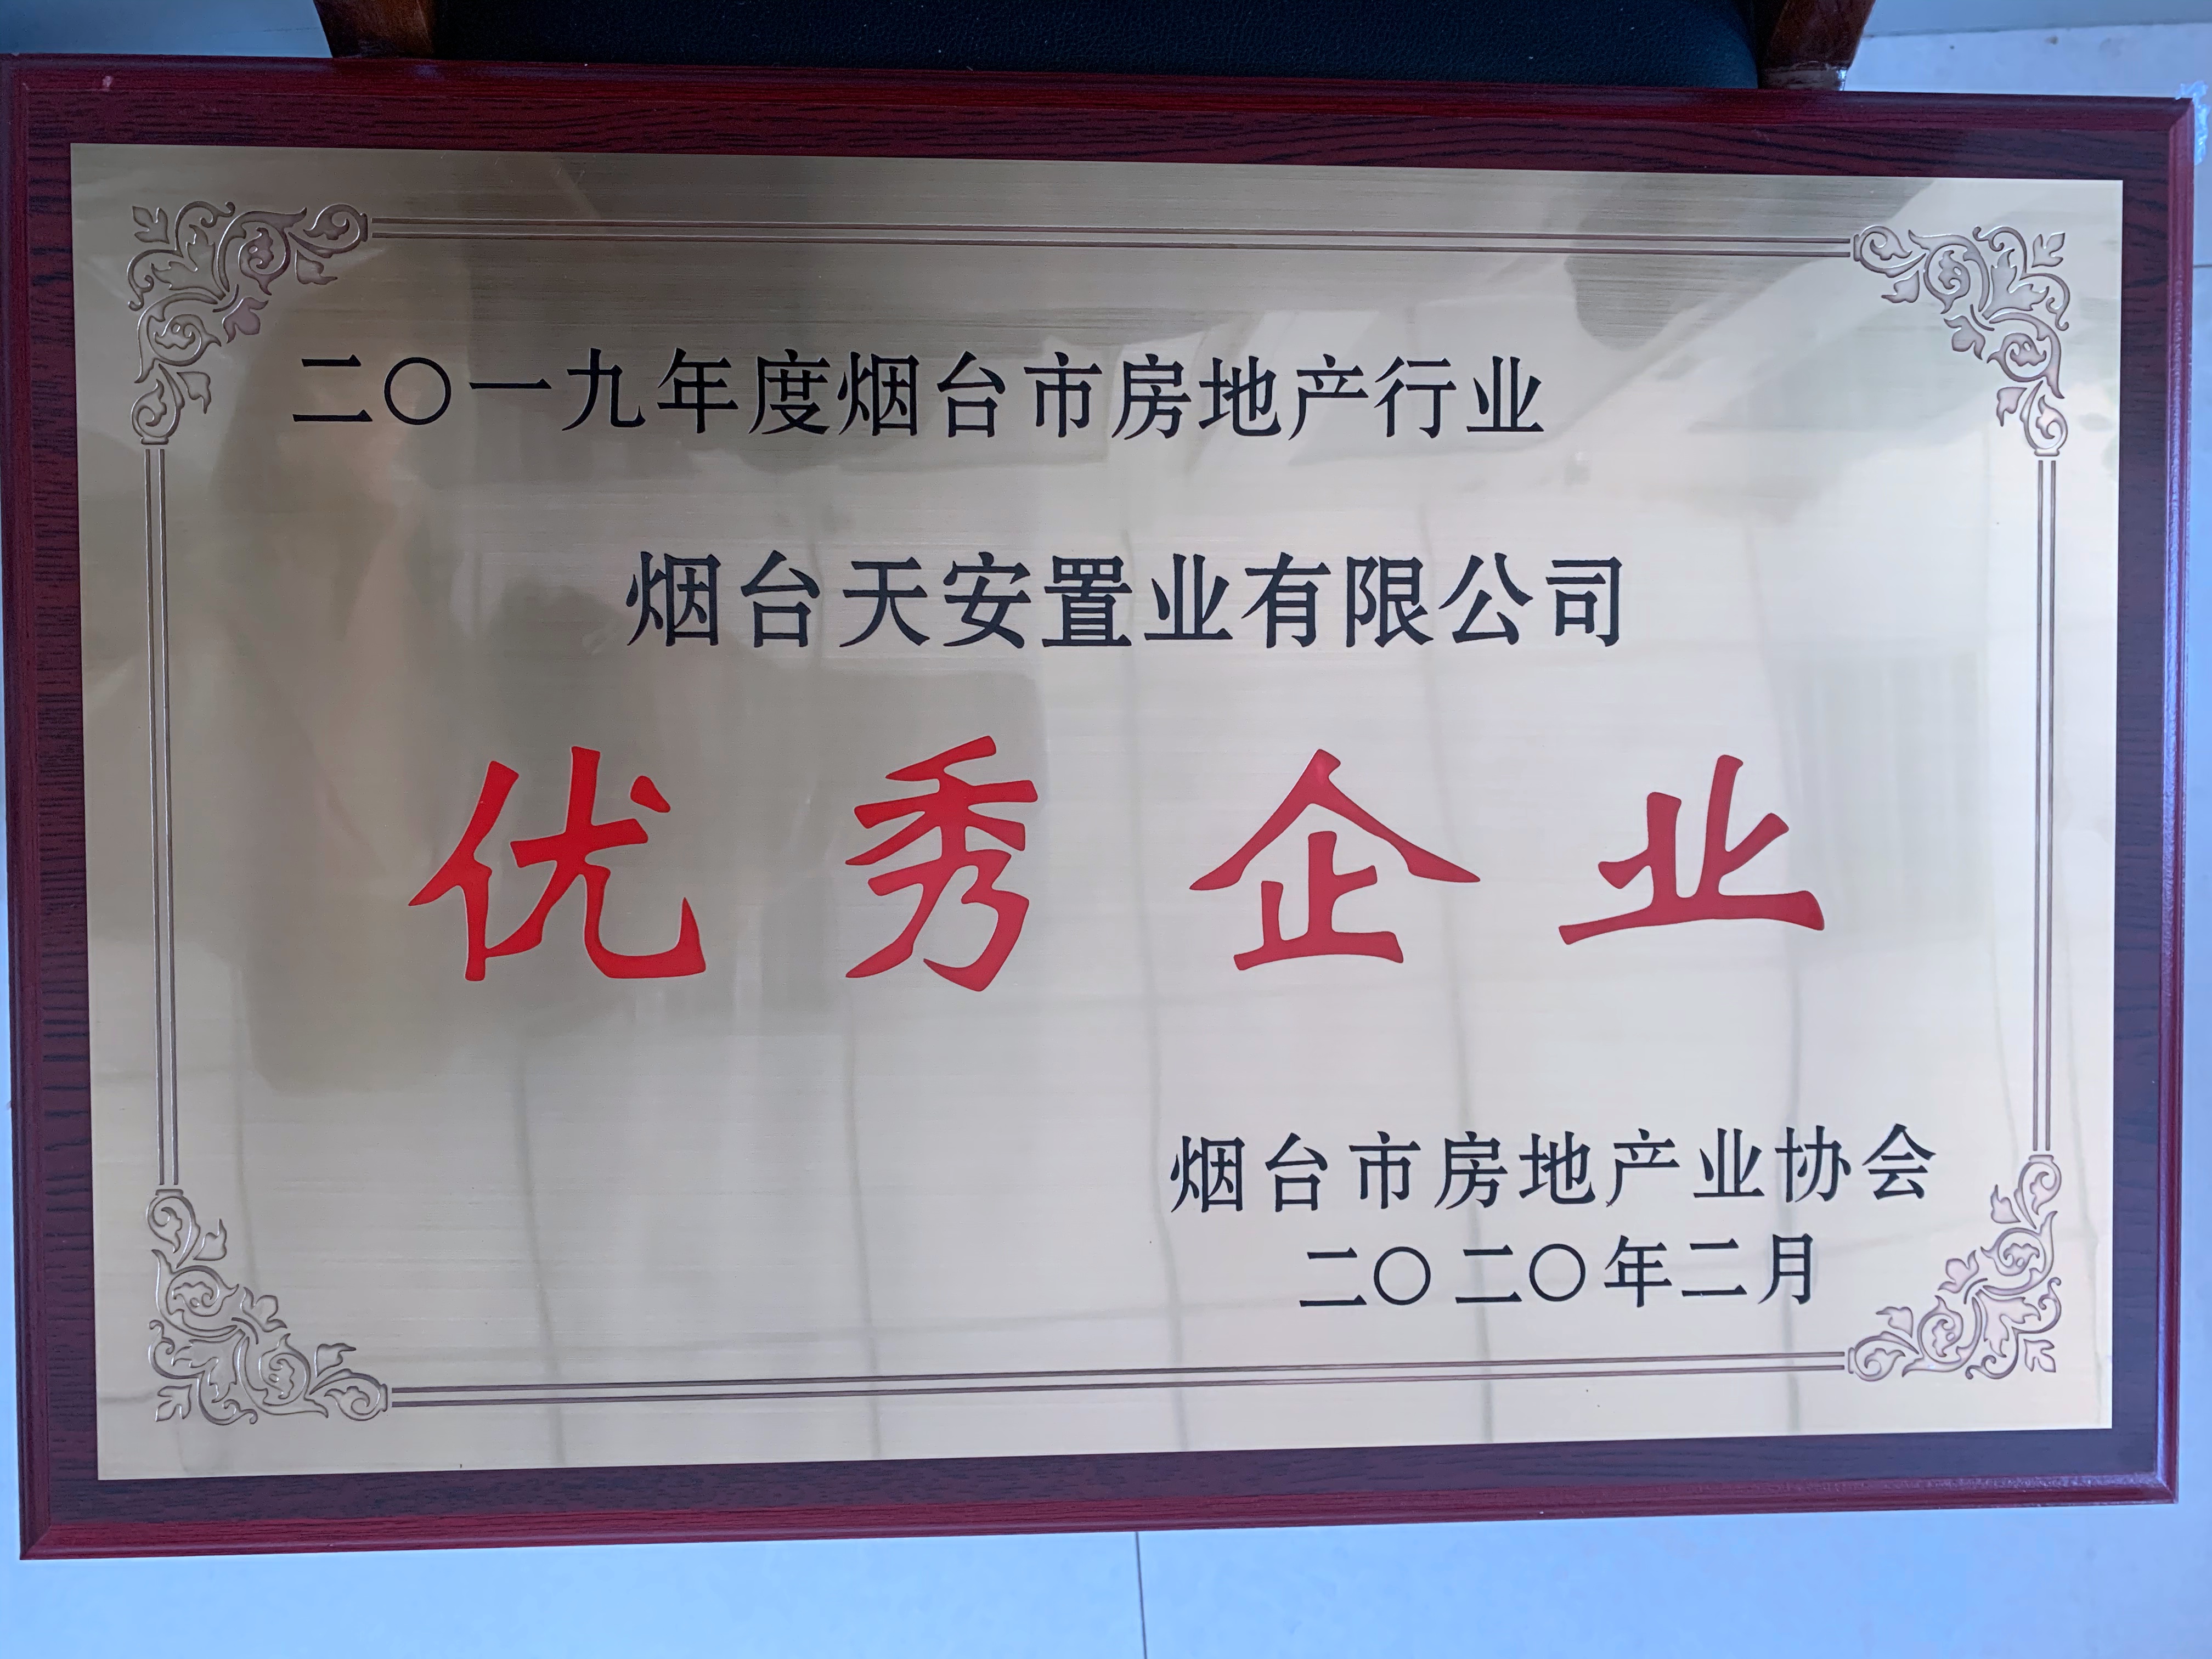 二〇一九年度烟台市房地产行业
烟台天安置业有限公司
优秀企业
烟台市房地产业协会
二〇二〇年二月